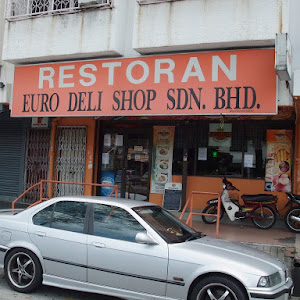 RESTORAN
EURO DELI SHOP SDN. BHD.